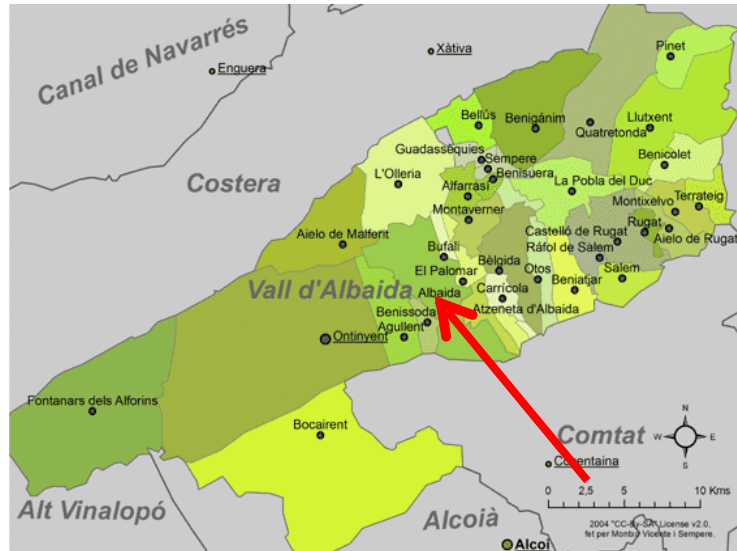 Canal de Navarrés
Enguera
Xàtiva
Pinet
Bellús
Benigánim
Quatretonda
Llutxent
Guadassèquies
Sempere
Benisuera
Benicolet
Costera
L'Olleria
Alfarrasí
La Pobla del Duc
Montixelvo
Terrateig
Montaverner
Castelló de Rugat
Rugat
Aielo de Rugat
Aielo de Malferit
Bufali
Bèlgida
Ráfol de Salem
El Palomar
Otos
Salem
Vall d'Albaida
Albaida
Carrícola
Beniatjar
Atzeneta d'Albaida
Benissoda
Agullent
Ontinyent
Fontanars dels Alforins
Bocairent
Comtat
N
W
E
S
0 2,5 5 10 Kms
Alt Vinalopó
Alcoià
Alcoi
2004 "CC-By-SA" License v2.0,
fet per Montxo Vicente i Sempere.